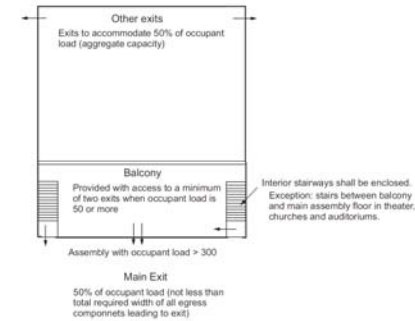 Other exits
Exits to accommodate 50% of occupant
load (aggregate capacity)
Balcony
Provided with access to a minimum
of two exits when occupant load is
50 or more
Interior stairways shall be enclosed.
Exception: stairs between balcony
and main assembly floor in theater,
churches and auditoriums.
Assembly with occupant load > 300
Main Exit
50% of occupant load (not less than
total required width of all egress
componnets leading to exit)